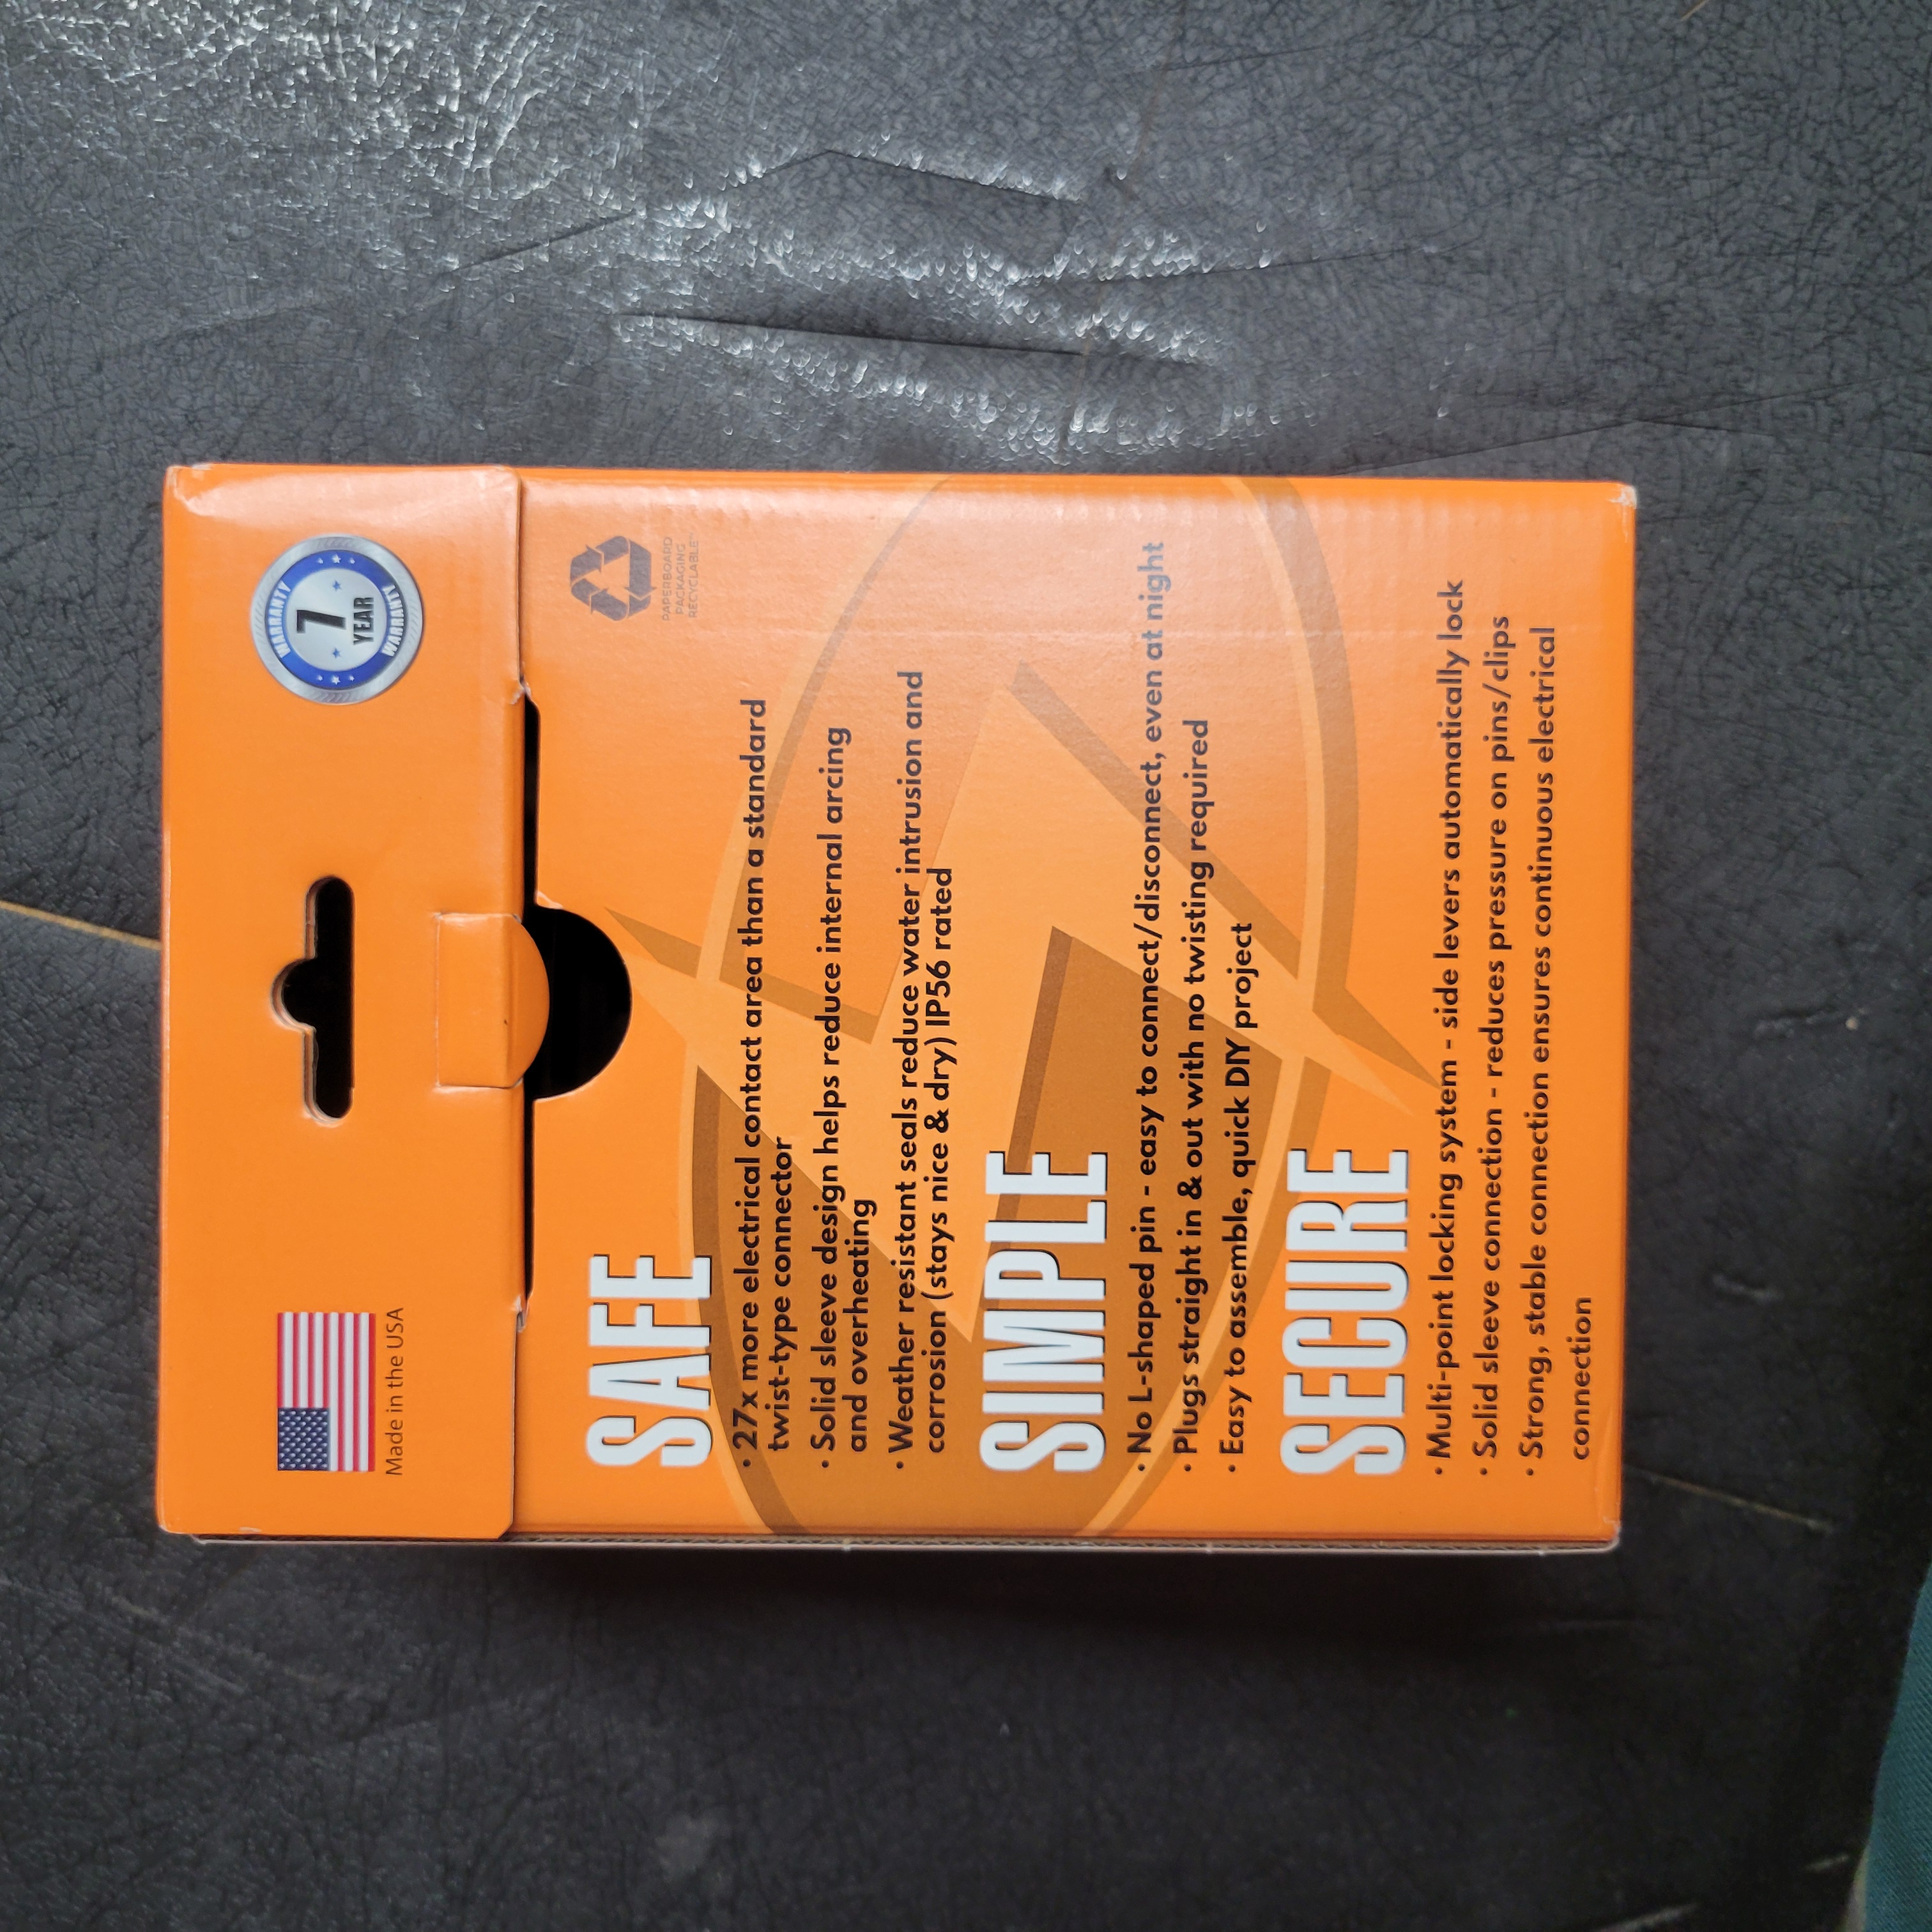 Made in the USA
WARRANTY
7
YEAR
WARRANTY
PAPERBOARD
PACKAGING
RECYCLABLE™
SAFE
• 27x more electrical contact area than a standard
twist-type connector
• Solid sleeve design helps reduce internal arcing
and overheating
• Weather resistant seals reduce water intrusion and
corrosion (stays nice & dry) IP56 rated
SIMPLE
• No L-shaped pin - easy to connect/disconnect, even at night
• Plugs straight in & out with no twisting required
• Easy to assemble, quick DIY project
SECURE
• Multi-point locking system - side levers automatically lock
• Solid sleeve connection - reduces pressure on pins/clips
• Strong, stable connection ensures continuous electrical
connection